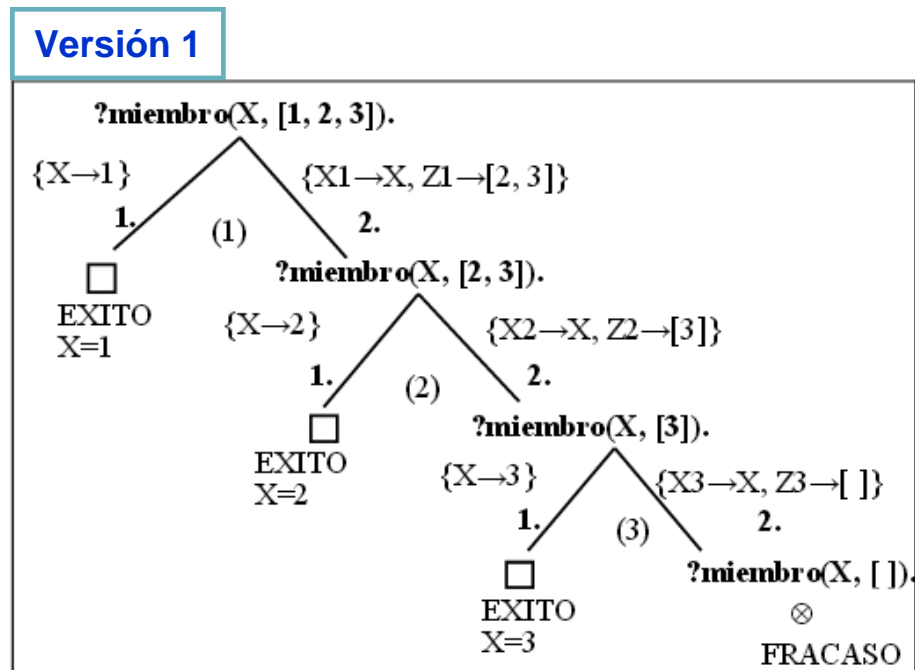 Versión 1
?miembro(X, [1, 2, 3]).
{X→1}
{X1→X, Z1→[2, 3]}
1.
(1)
2.
EXITO
X=1
?miembro(X, [2, 3]).
{X→2}
{X2→X, Z2→[3]}
1.
(2)
2.
EXITO
X=2
?miembro(X, [3]).
{X→3}
{X3→X, Z3→[ ]}
1.
(3)
2.
EXITO
X=3
?miembro(X, [ ]).
⊗
FRACASO